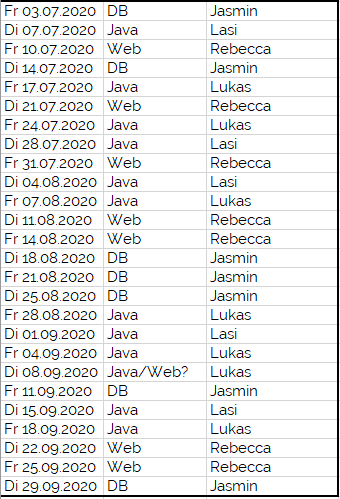 Fr 03.07.2020 DB Jasmin
Di 07.07.2020 Java Lasi
Fr 10.07.2020 Web Rebecca
Di 14.07.2020 DB Jasmin
Fr 17.07.2020 Java Lukas
Di 21.07.2020 Web Rebecca
Fr 24.07.2020 Java Lukas
Di 28.07.2020 Java Lasi
Fr 31.07.2020 Web Rebecca
Di 04.08.2020 Java Lasi
Fr 07.08.2020 Java Lukas
Di 11.08.2020 Web Rebecca
Fr 14.08.2020 Web Rebecca
Di 18.08.2020 DB Jasmin
Fr 21.08.2020 DB Jasmin
Di 25.08.2020 DB Jasmin
Fr 28.08.2020 Java Lukas
Di 01.09.2020 Java Lasi
Fr 04.09.2020 Java Lukas
Di 08.09.2020 Java/Web? Lukas
Fr 11.09.2020 DB Jasmin
Di 15.09.2020 Java Lasi
Fr 18.09.2020 Java Lukas
Di 22.09.2020 Web Rebecca
Fr 25.09.2020 Web Rebecca
Di 29.09.2020 DB Jasmin